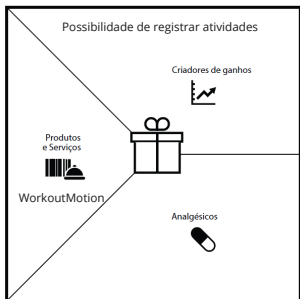 Possibilidade de registrar atividades
Criadores de ganhos
Produtos
e Serviços
WorkoutMotion
Analgésicos